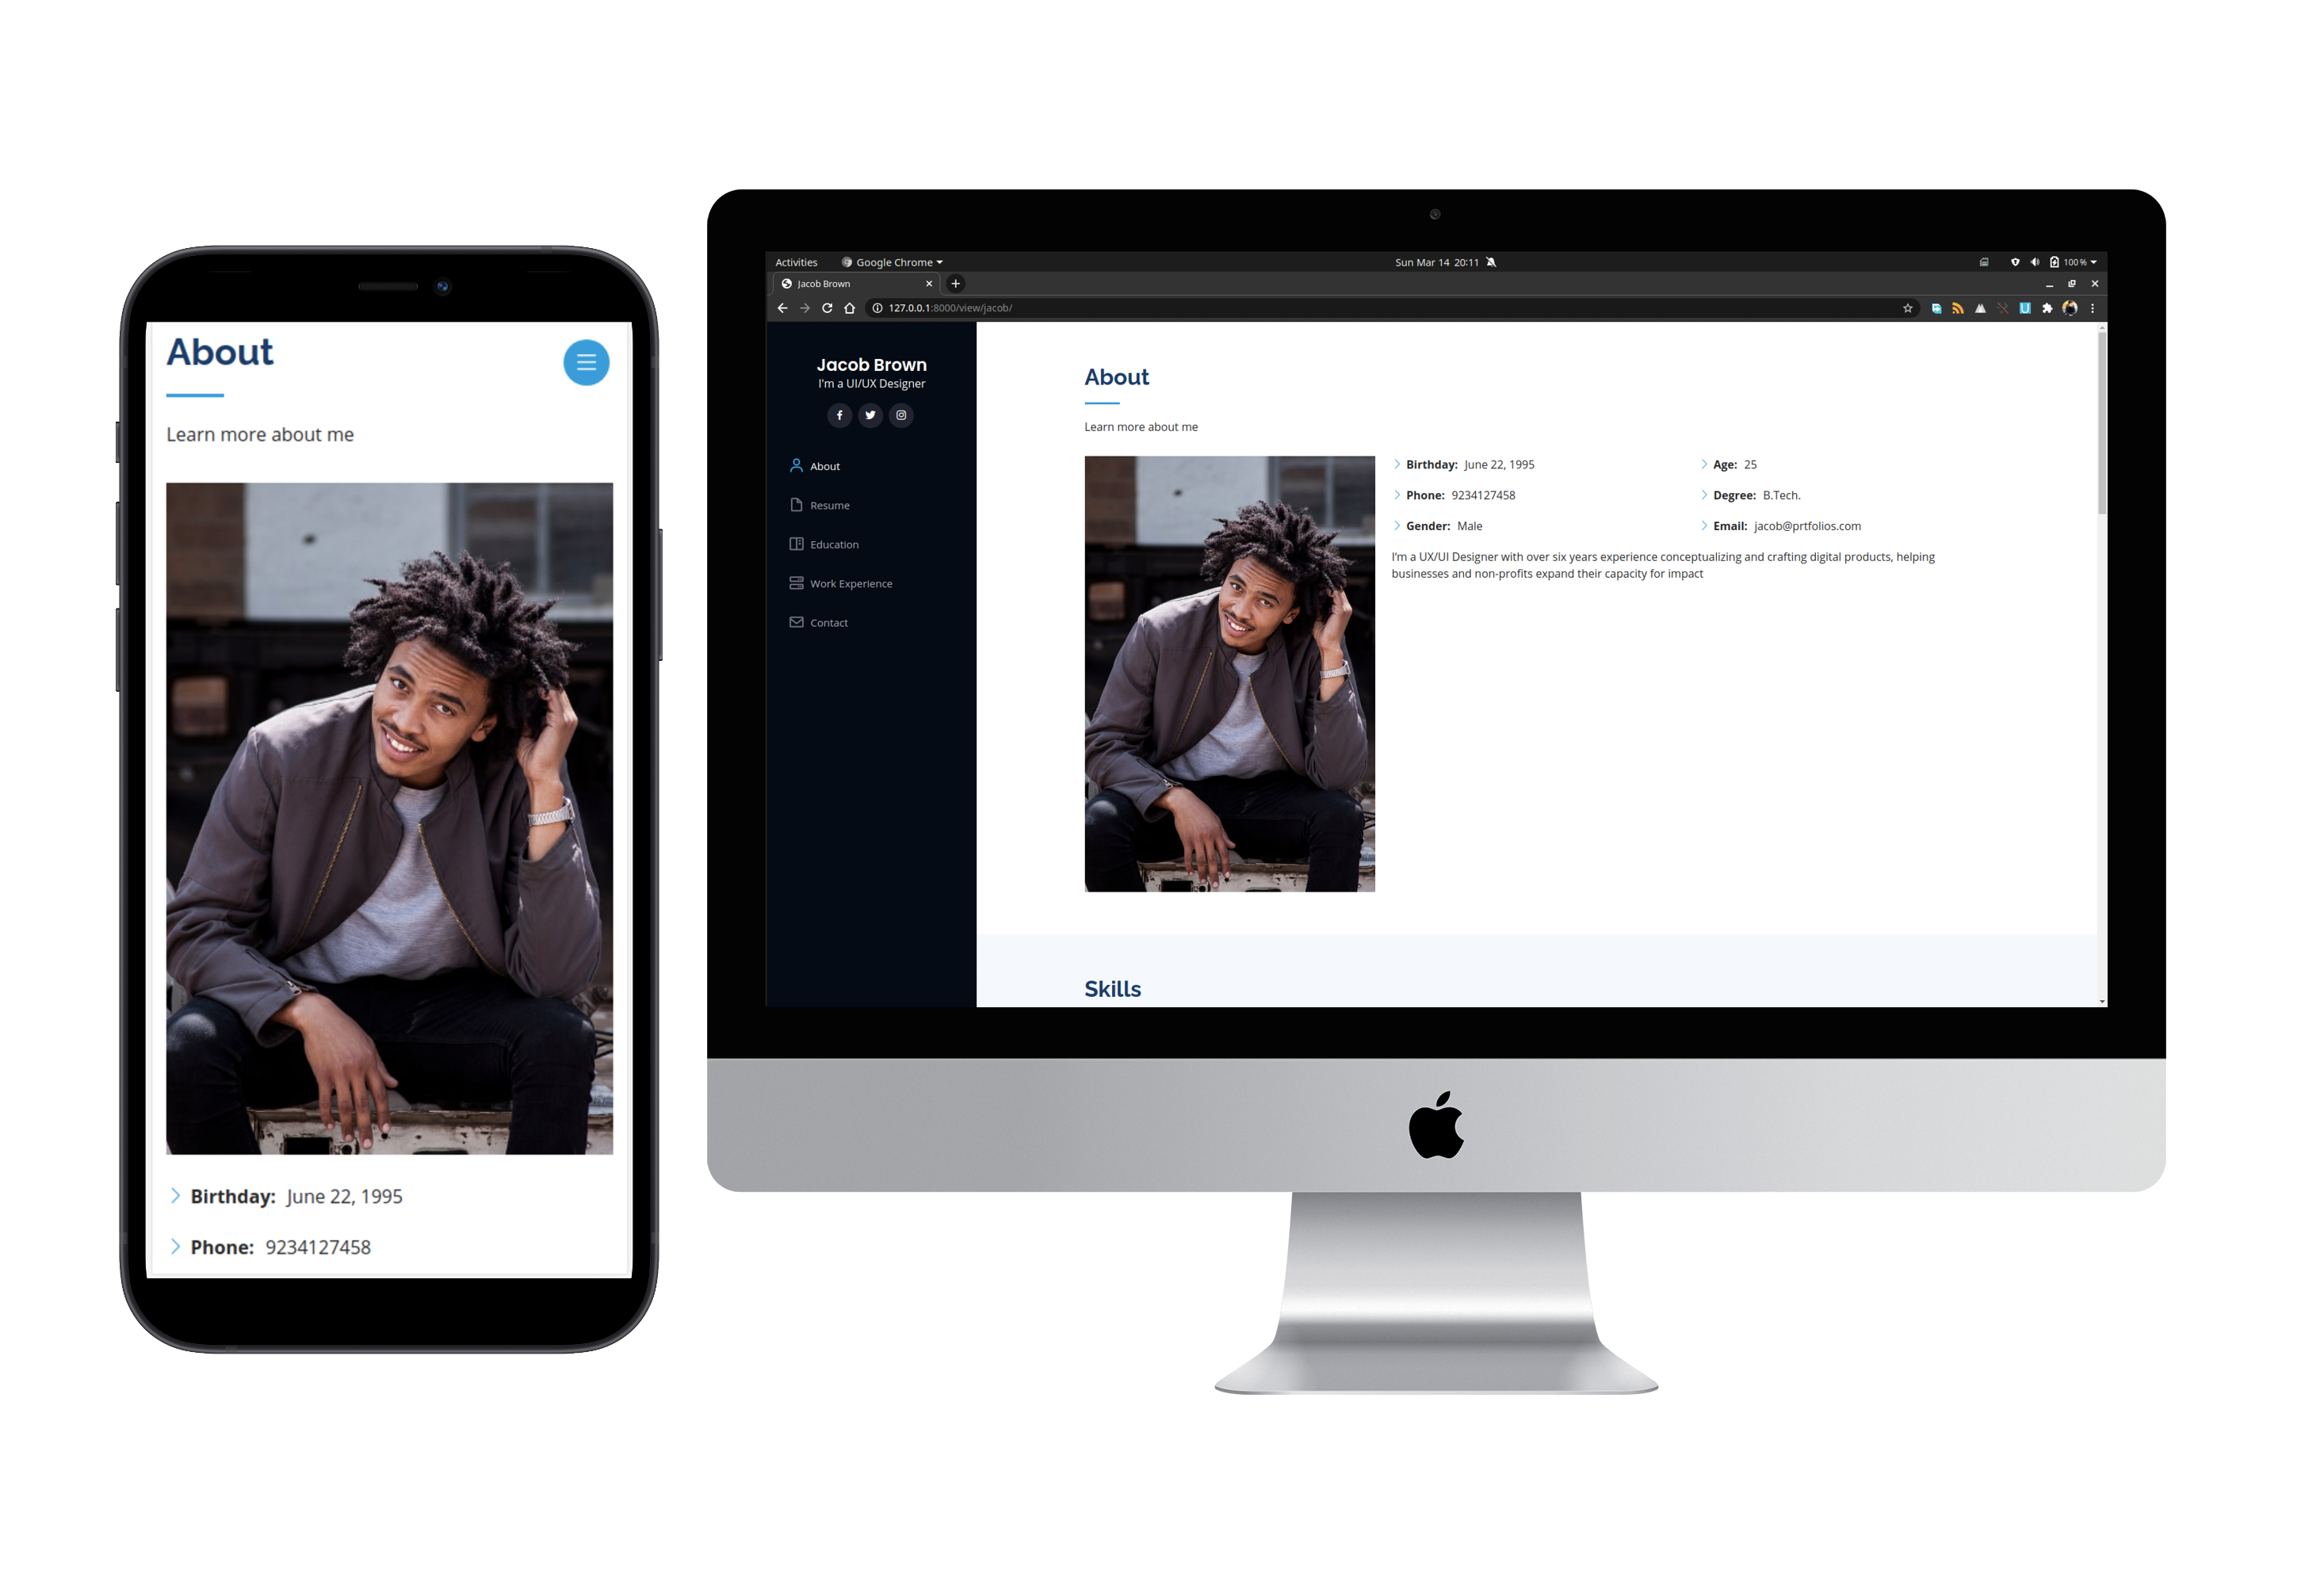 About
Learn more about me
Birthday: June 22, 1995
Phone: 9234127458
Activities Google Chrome Sun Mar 14 20:11 100 %
Jacob Brown
127.0.0.1:8000/view/jacob/
Jacob Brown
I'm a UI/UX Designer
About
Resume
Education
Work Experience
Contact
About
Learn more about me
Birthday: June 22, 1995 Age: 25
Phone: 9234127458 Degree: B.Tech.
Gender: Male Email: jacob@prtfolios.com
I'm a UX/UI Designer with over six years experience conceptualizing and crafting digital products, helping
businesses and non-profits expand their capacity for impact
Skills